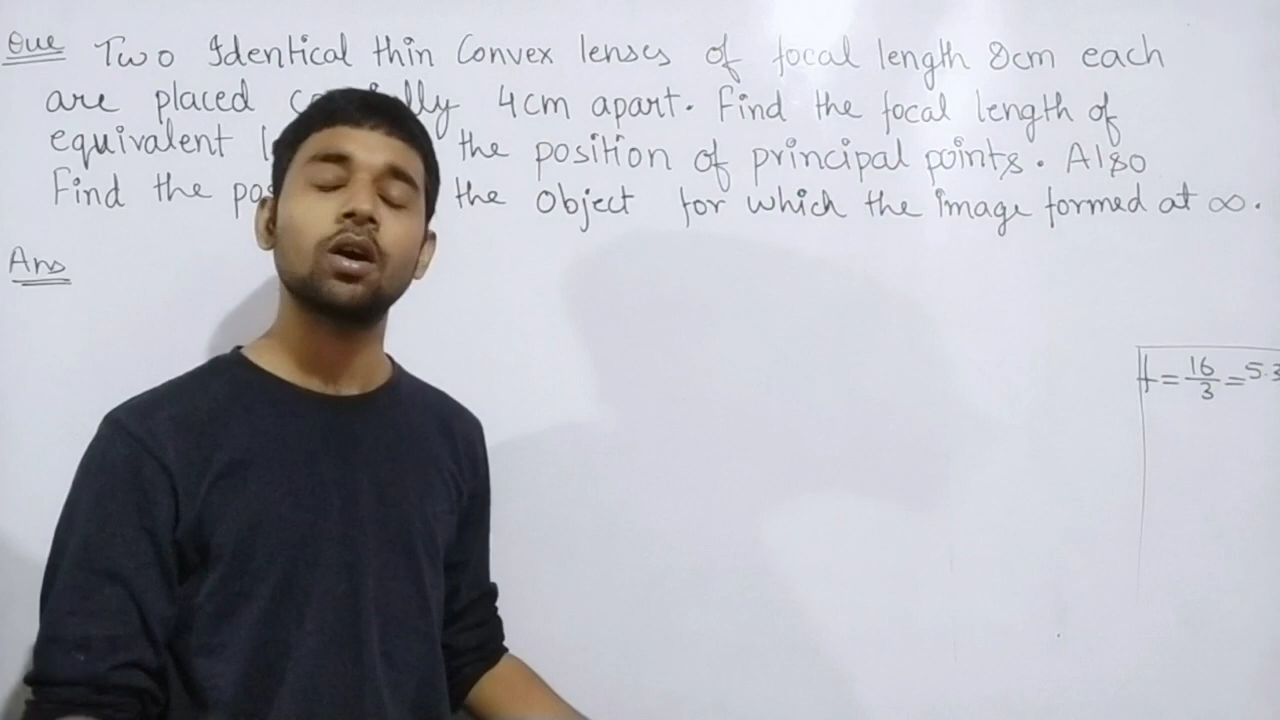 Que Two Identical thin Convex lenses of focal length 8cm each
are placed 4cm apart. Find the focal length of
equivalent the position of principal points. Also
Find the the Object for which the image formed at ∞.
Ans
f = 16/3 = 5.3